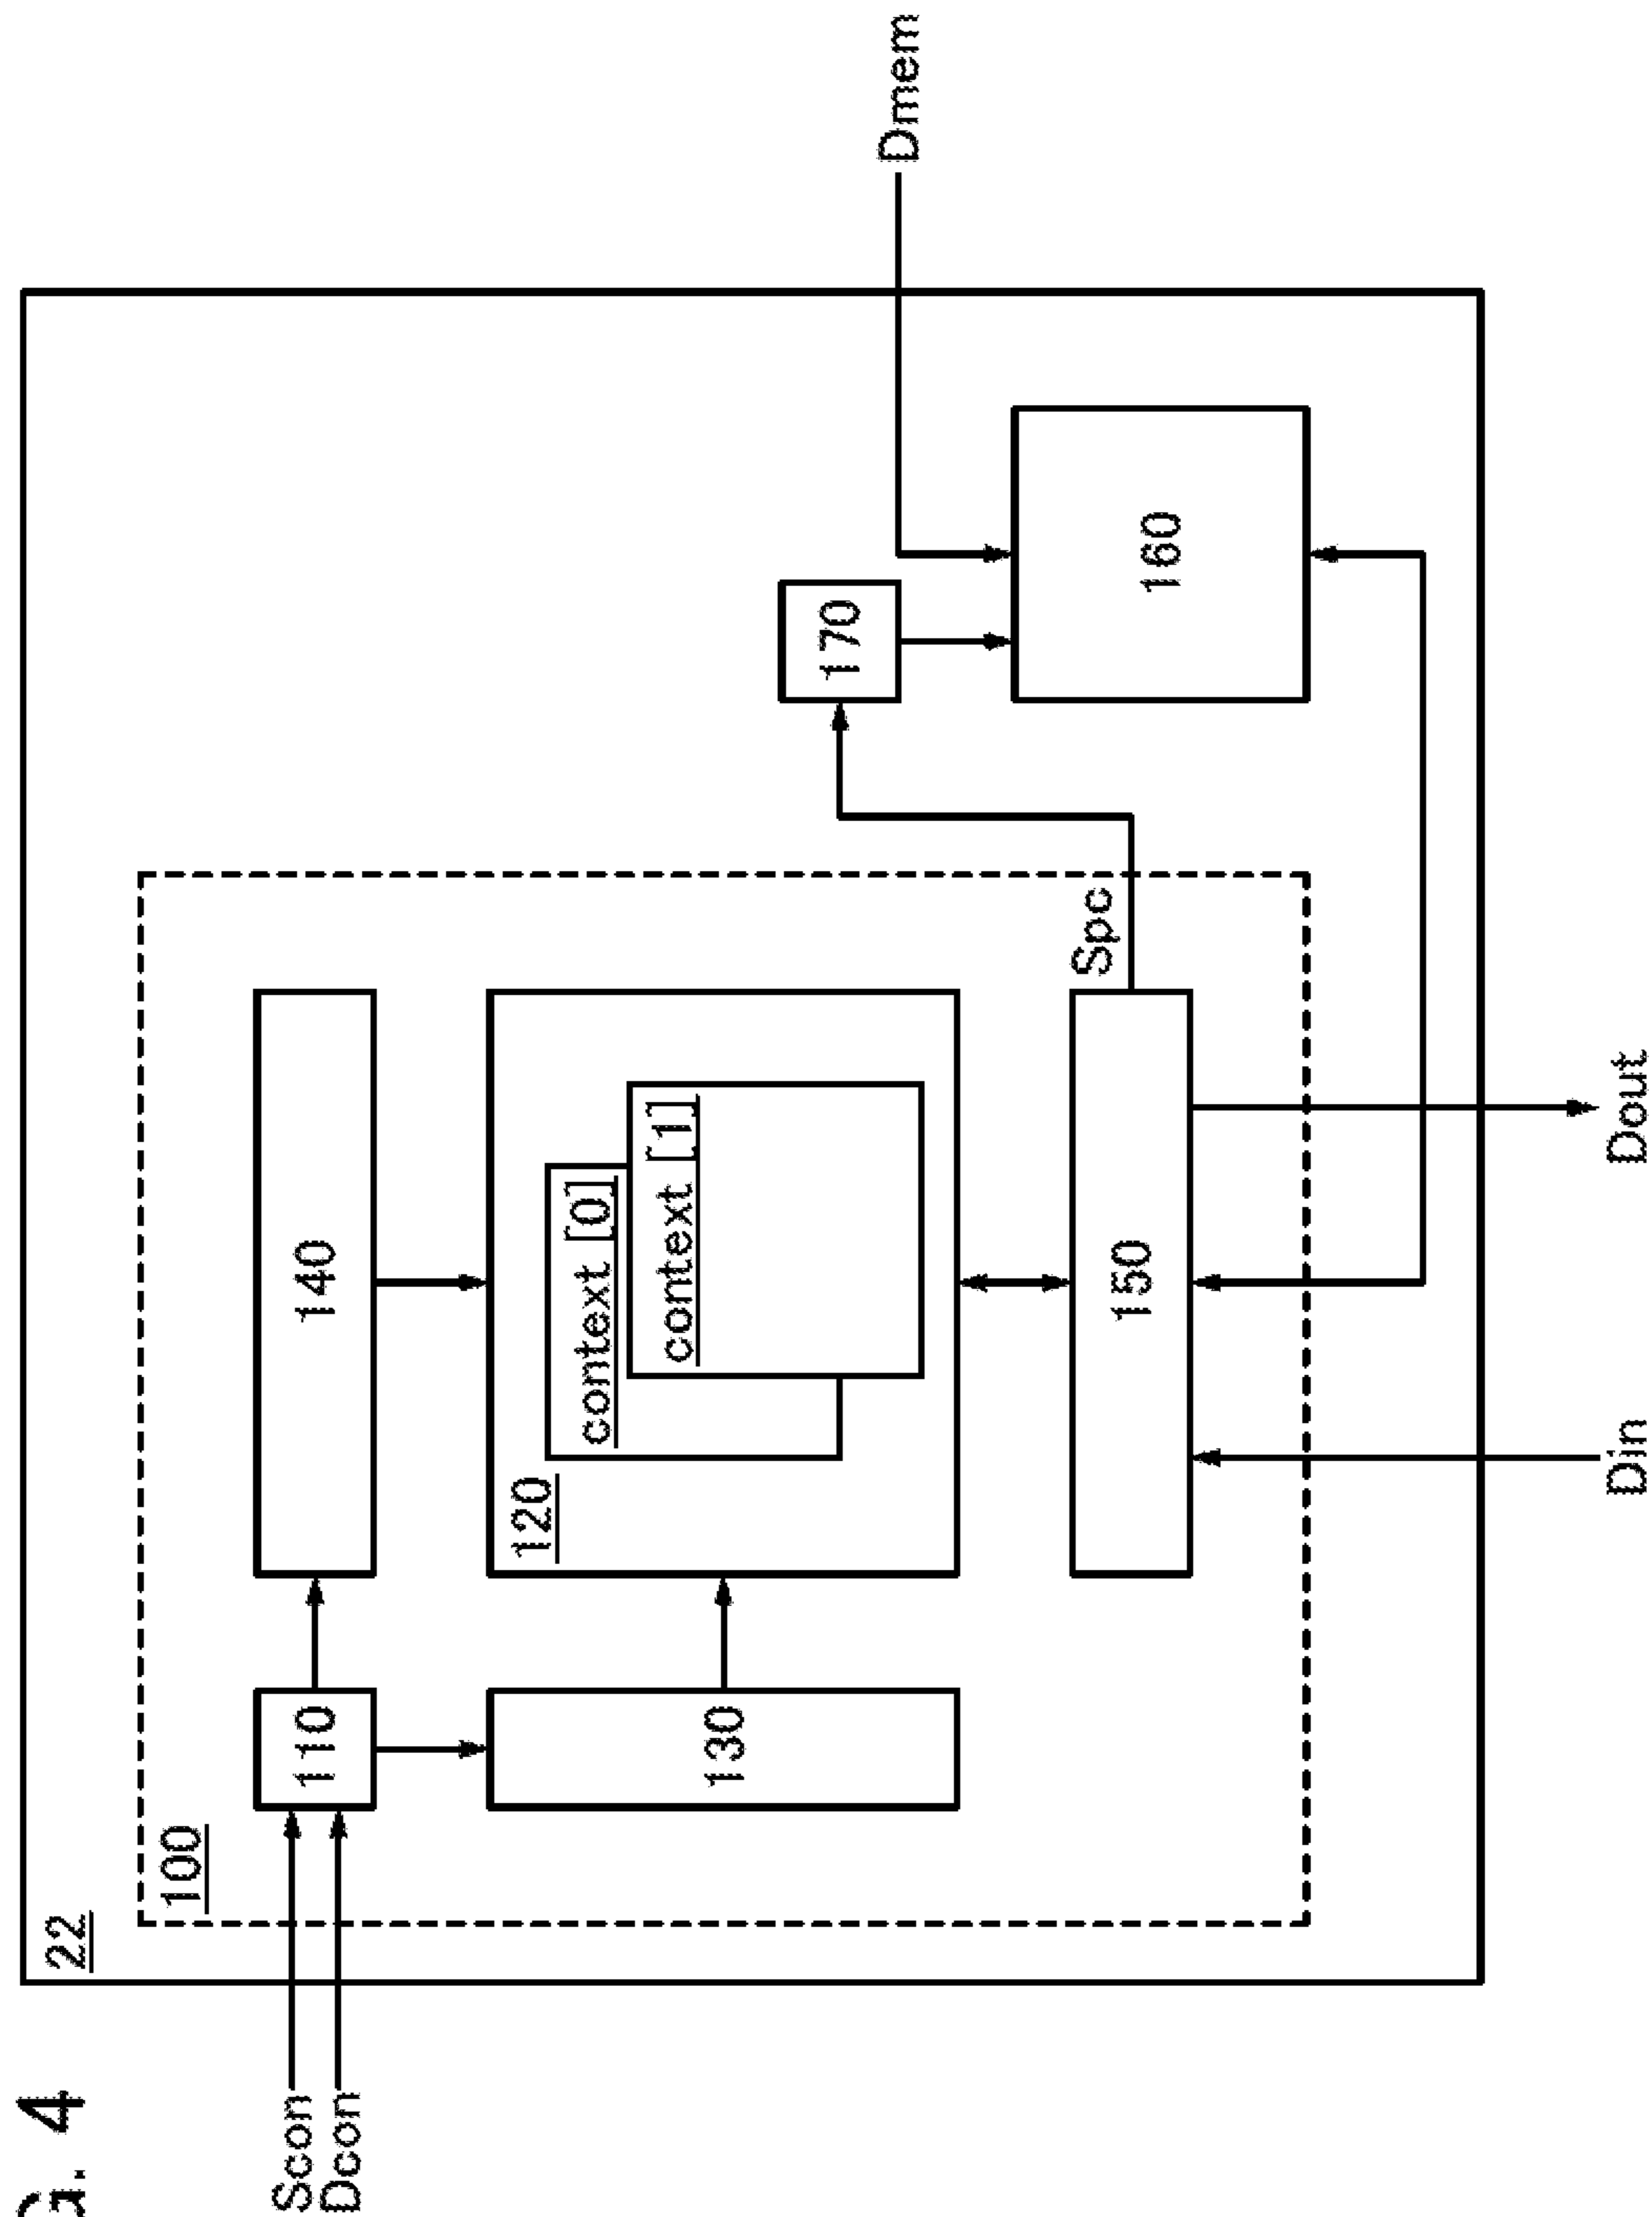 G. 4
22
100
Scon
Dcon
110
140
130
120
context [0]
context [1]
150
Spc
170
160
Dmem
Din
Dout